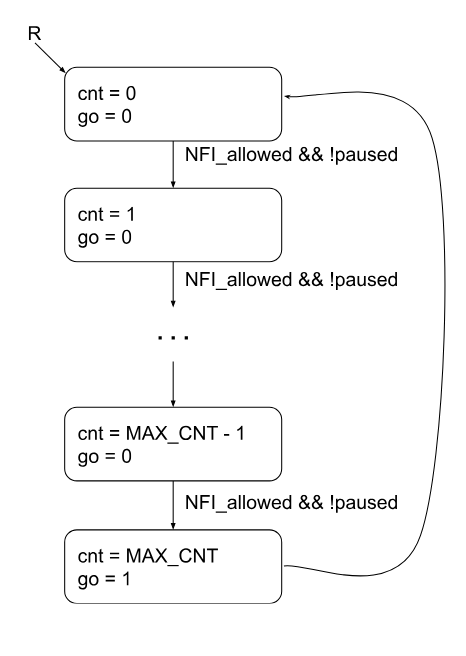 R
cnt = 0
go = 0
NFI_allowed && !paused
cnt = 1
go = 0
NFI_allowed && !paused
...
cnt = MAX_CNT - 1
go = 0
NFI_allowed && !paused
cnt = MAX_CNT
go = 1